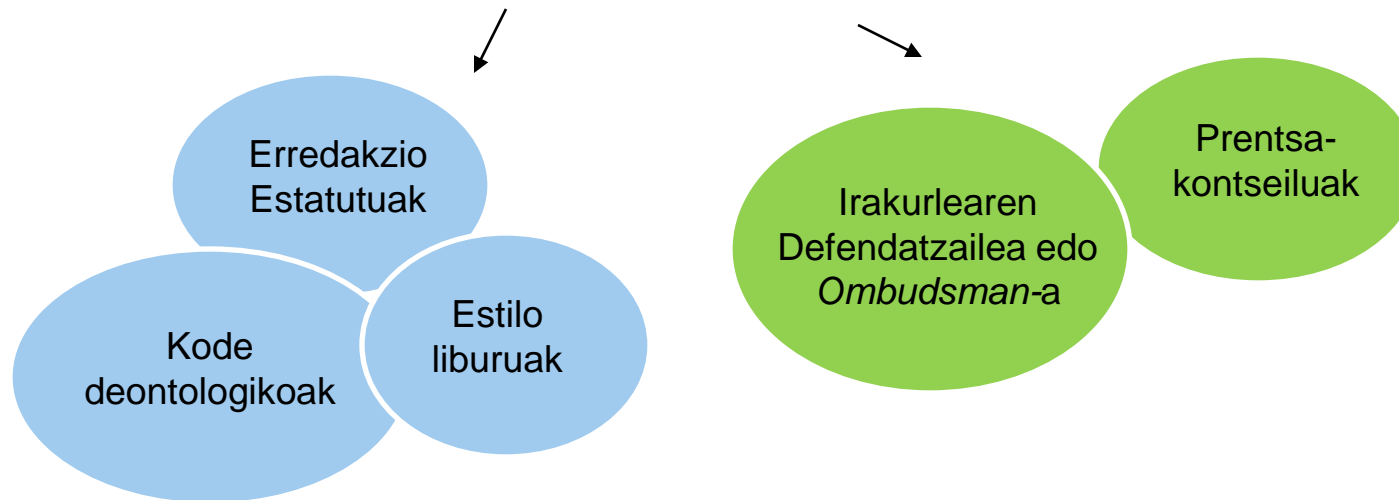 Erredakzio
Estatutuak
Kode
deontologikoak
Estilo
liburuak
Irakurlearen
Defendatzailea edo
Ombudsman-a
Prentsa-
kontseiluak